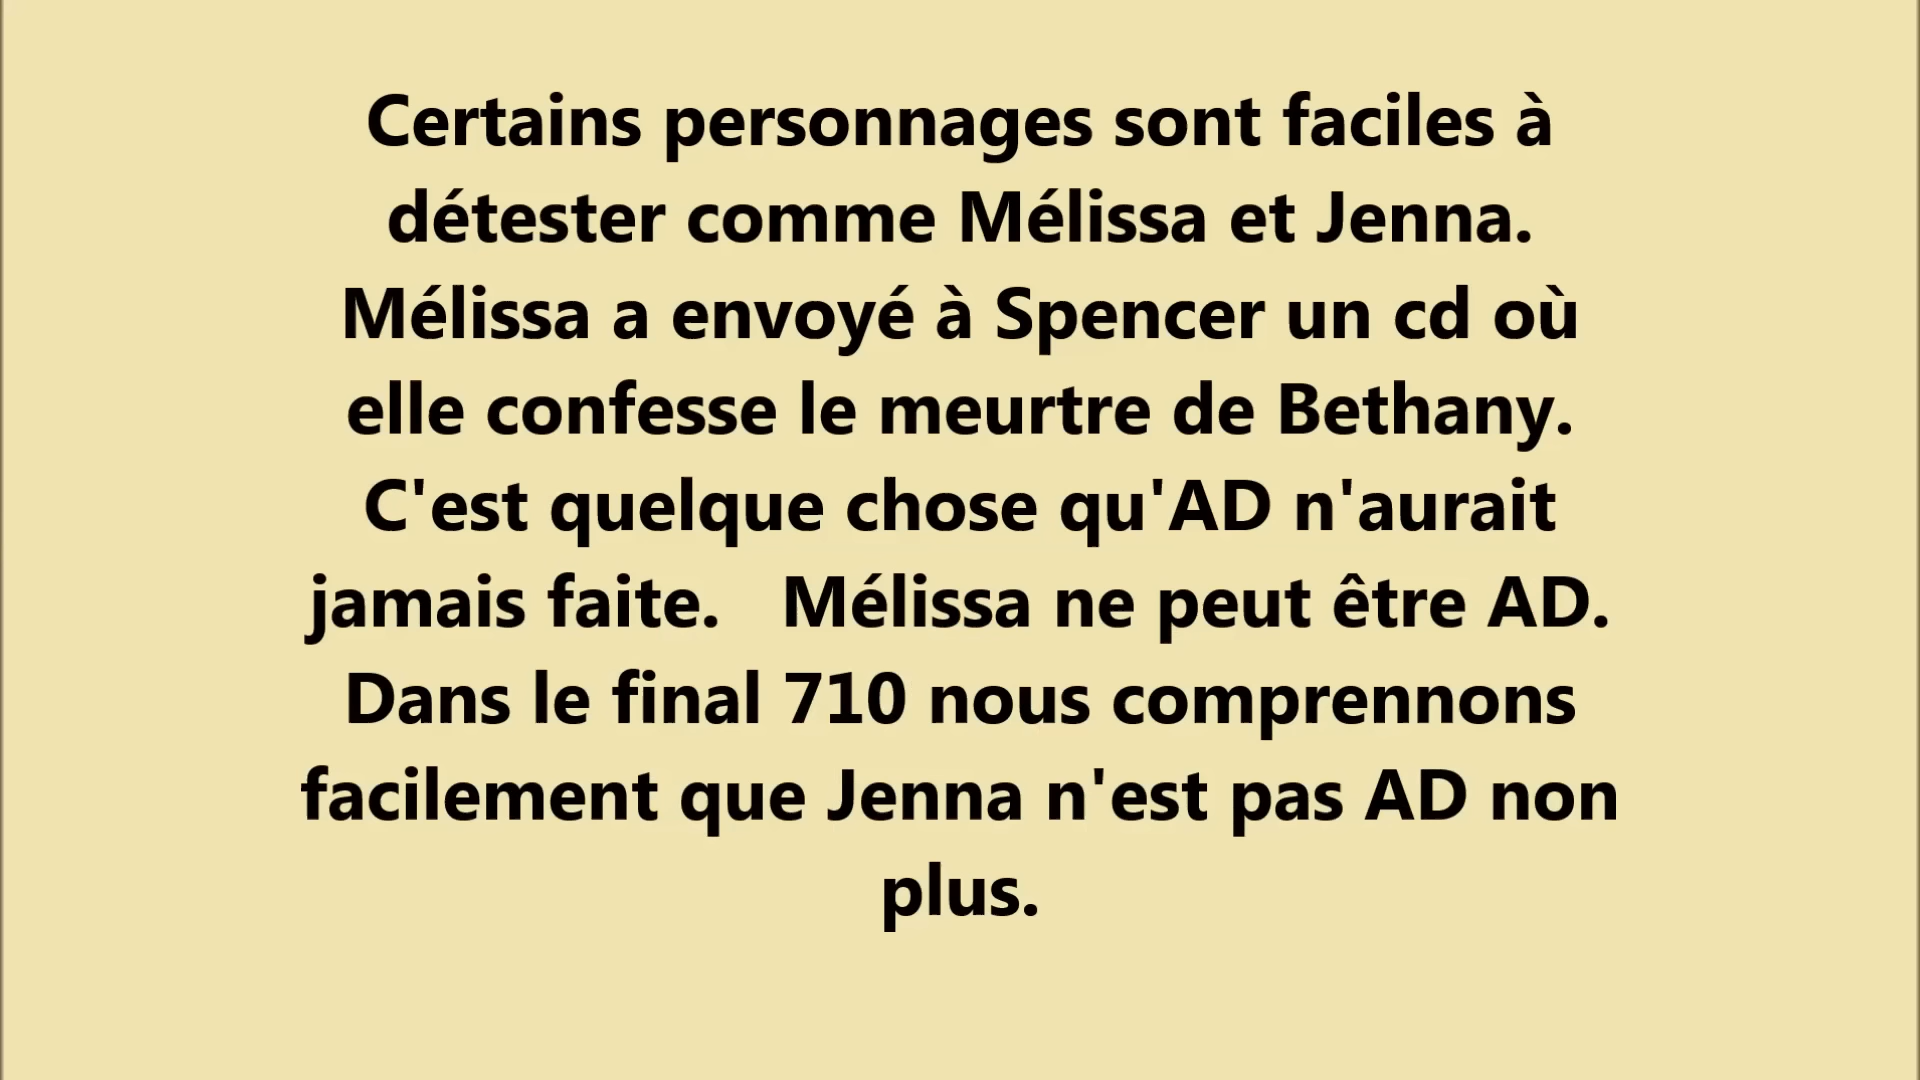 Certains personnages sont faciles à
détester comme Mélissa et Jenna.
Mélissa a envoyé à Spencer un cd où
elle confesse le meurtre de Bethany.
C'est quelque chose qu'AD n'aurait
jamais faite.   Mélissa ne peut être AD.
Dans le final 710 nous comprennons
facilement que Jenna n'est pas AD non
plus.